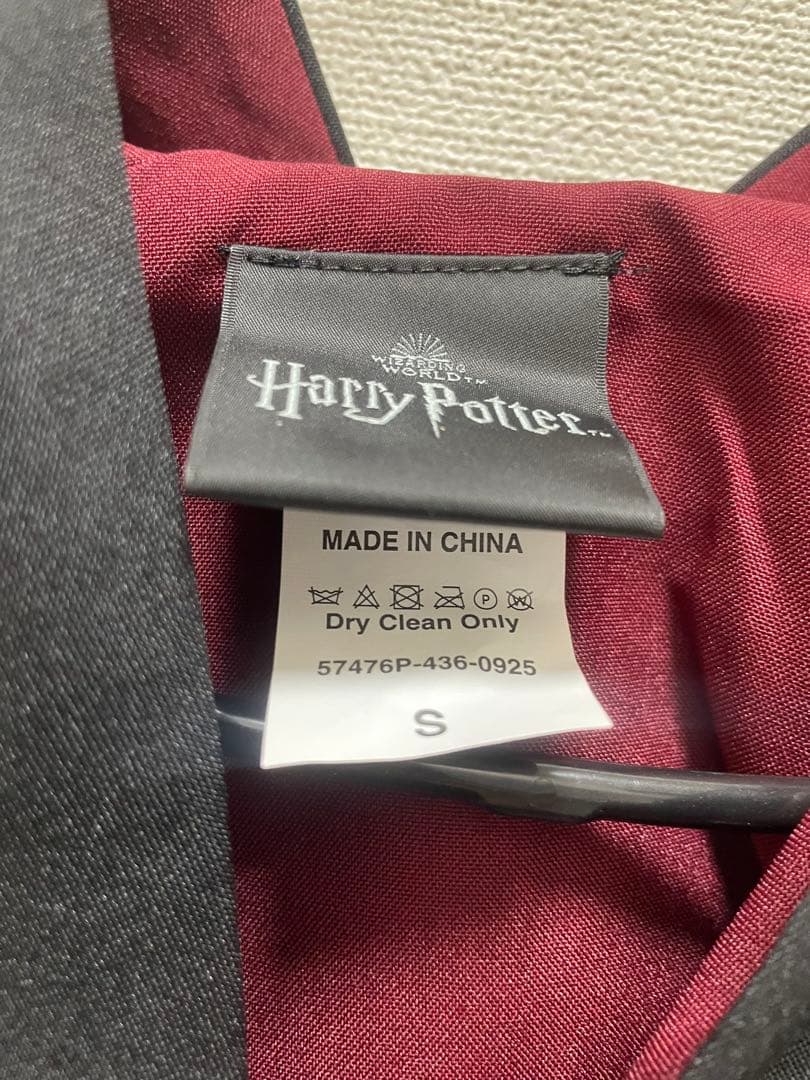 WIZARDING
WORLD™
Harry Potter™
MADE IN CHINA
P W
Dry Clean Only
57476P-436-0925
S